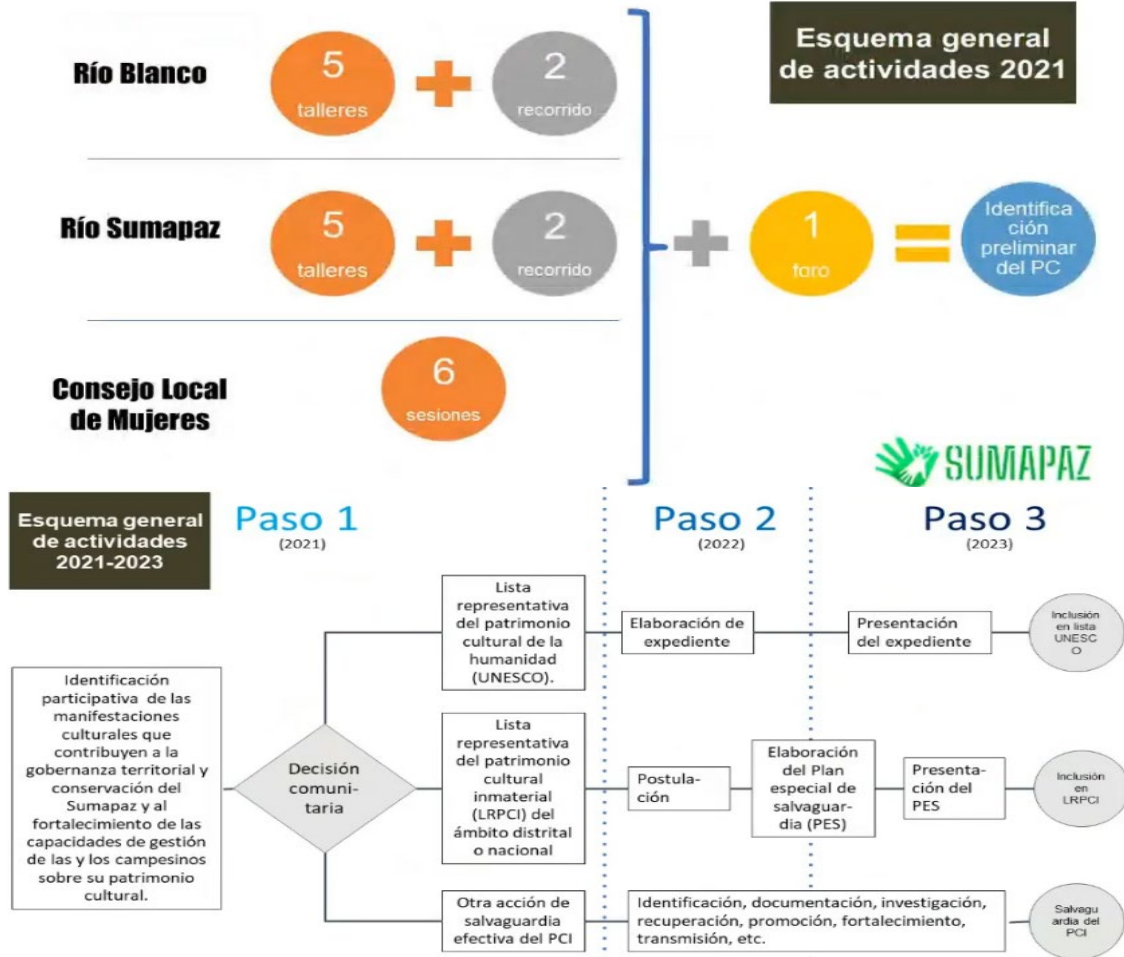 Esquema general
de actividades 2021
Río Blanco
5
talleres
2
recorrido
Río Sumapaz
5
talleres
2
recorrido
1
foro
Identifica
ción
preliminar
del PC
Consejo Local
de Mujeres
6
sesiones
SUMAPAZ
Esquema general
de actividades
2021-2023
Paso 1
(2021)
Paso 2
(2022)
Paso 3
(2023)
Identificación
participativa de las
manifestaciones
culturales que
contribuyen a la
gobernanza territorial y
conservación del
Sumapaz y al
fortalecimiento de las
capacidades de gestión
de las y los campesinos
sobre su patrimonio
cultural.
Decisión
comuni-
taria
Lista
representativa
del patrimonio
cultural de la
humanidad
(UNESCO).
Elaboración de
expediente
Presentación
del expediente
Inclusión
en lista
UNESC
O
Lista
representativa
del patrimonio
cultural
inmaterial
(LRPCI) del
ámbito distrital
o nacional
Postula-
ción
Elaboración
del Plan
especial de
salvaguar-
dia (PES)
Presenta-
ción del
PES
Inclusión
en
LRPCI
Otra acción de
salvaguardia
efectiva del PCI
Identificación, documentación, investigación,
recuperación, promoción, fortalecimiento,
transmisión, etc.
Salvagu
ardia del
PCI